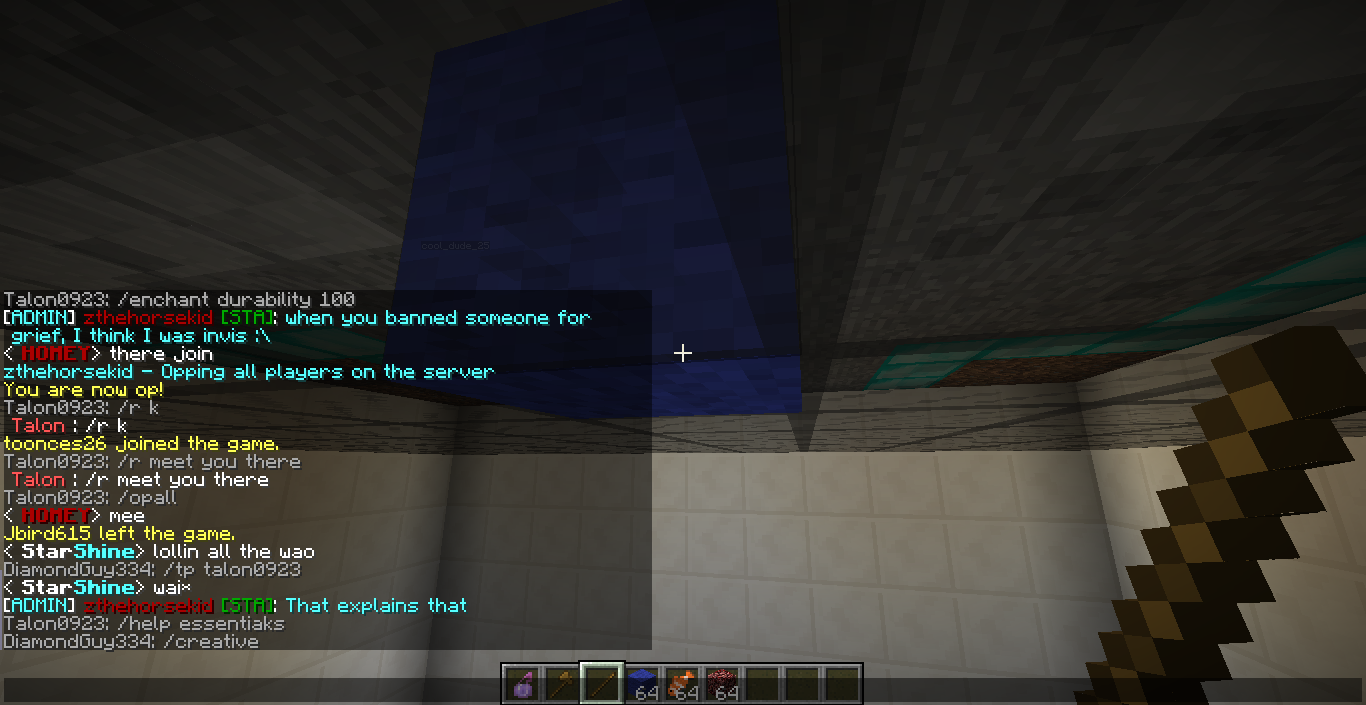 Talon0923: /enchant durability 100
[ADMIN] zthehorsekid [STA]: when you banned someone for
grief, I think I was invis :\
< HOMEY> there join
zthehorsekid - Opping all players on the server
You are now op!
Talon0923: /r k
Talon : /r k
toonces26 joined the game.
Talon0923: /r meet you there
Talon : /r meet you there
Talon0923: /opall
< HOMEY> mee
Jbird615 left the game.
< StarShine> lollin all the wao
DiamondGuy334: /tp talon0923
< StarShine> wai*
[ADMIN] zthehorsekid [STA]: That explains that
Talon0923: /help essentiaks
DiamondGuy334: /creative
64 64 64